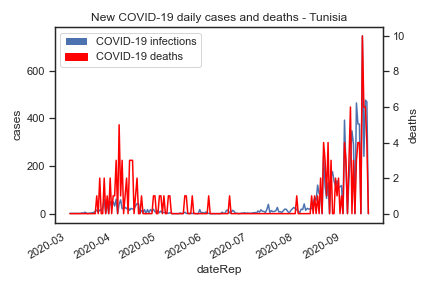 New COVID-19 daily cases and deaths - Tunisia
COVID-19 infections
COVID-19 deaths
cases
600
400
200
0
deaths
10
8
6
4
2
0
2020-03
2020-04
2020-05
2020-06
2020-07
2020-08
2020-09
dateRep